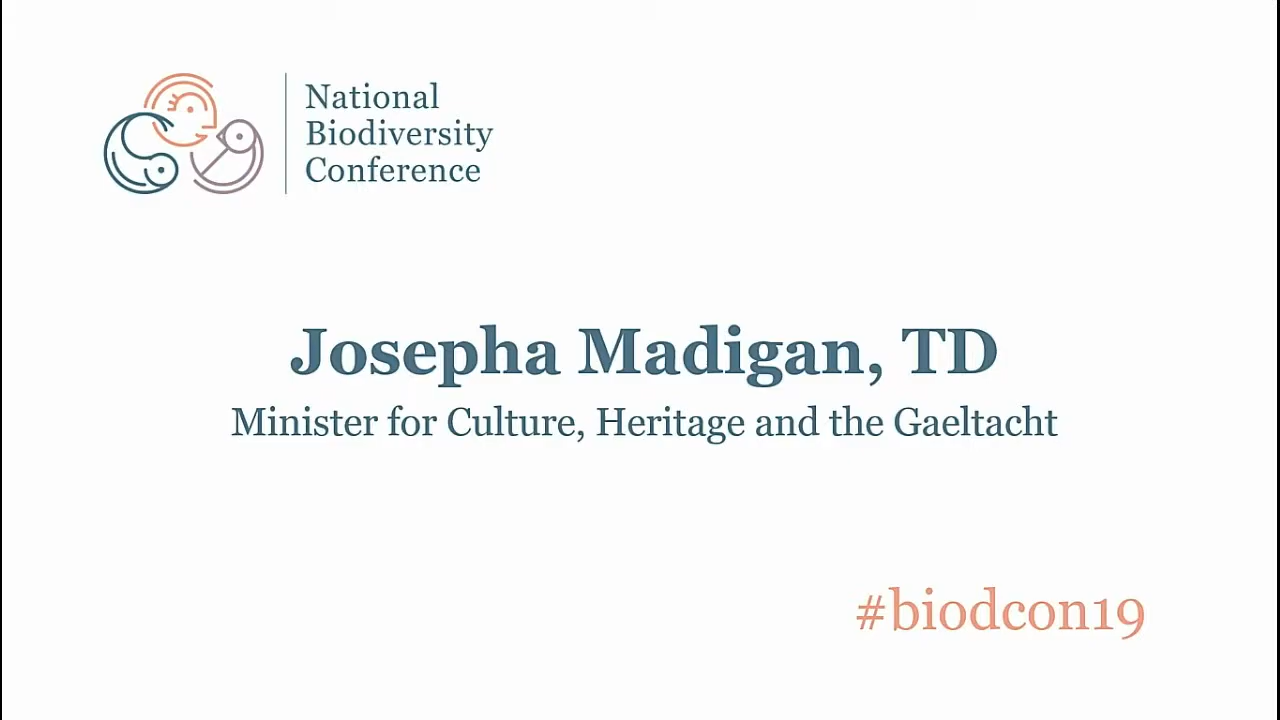 National
Biodiversity
Conference
Josepha Madigan, TD
Minister for Culture, Heritage and the Gaeltacht
#biodcon19